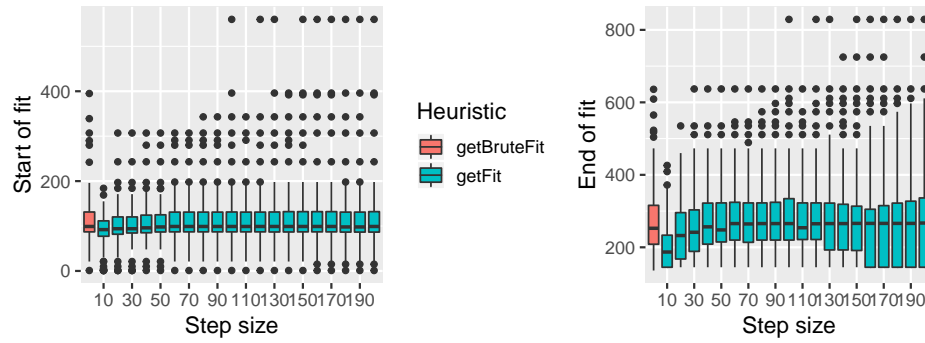 Start of fit
400
200
0
10 30 50 70 90 110 130 150 170 190
Step size
Heuristic
getBruteFit
getFit
End of fit
800
600
400
200
10 30 50 70 90 110 130 150 170 190
Step size